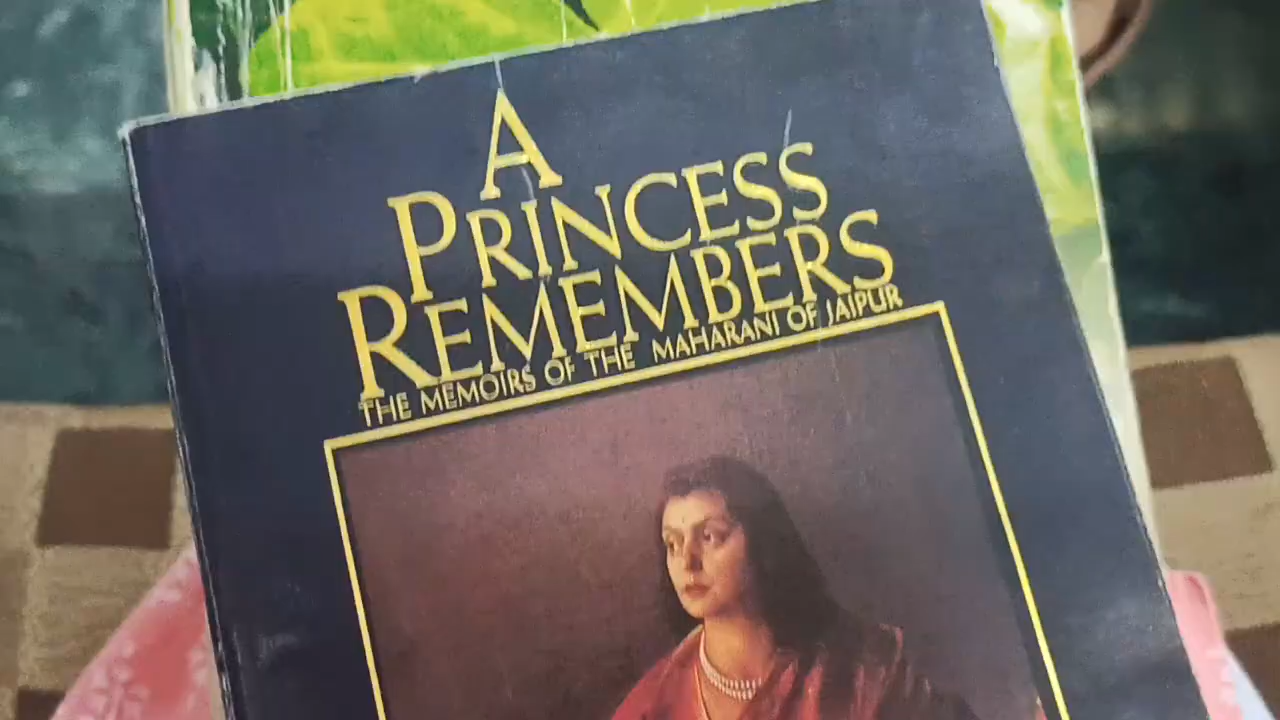 A
PRINCESS
REMEMBERS
THE MEMOIRS OF THE MAHARANI OF JAIPUR